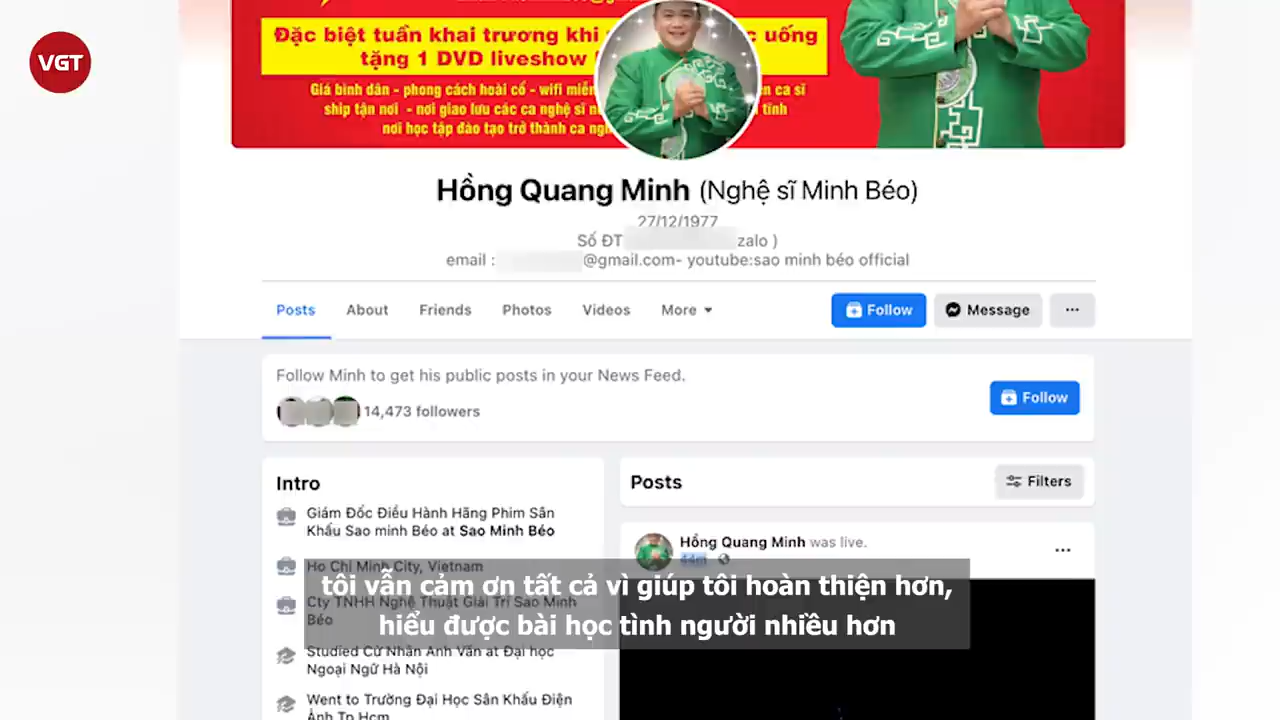 VGT
Đặc biệt tuần khai trương khi uống
tặng 1 DVD liveshow
Giá bình dân - phong cách hoài cổ - wifi miễn ca sĩ
ship tận nơi - nơi giao lưu các ca nghệ sĩ tỉnh
nơi học tập đào tạo trở thành ca
Hồng Quang Minh (Nghệ sĩ Minh Béo)
27/12/1977
Số ĐT zalo )
email : @gmail.com- youtube:sao minh béo official
Posts About Friends Photos Videos More
Follow Message ...
Follow Minh to get his public posts in your News Feed.
14,473 followers
Follow
Intro
Giám Đốc Điều Hành Hãng Phim Sân
Khấu Sao minh Béo at Sao Minh Béo
Ho Chi Minh City, Vietnam
Cty TNHH Nghệ Thuật Giải Trí Sao Minh
Béo
Studied Cử Nhân Anh Văn at Đại học
Ngoại Ngữ Hà Nội
Went to Trường Đại Học Sân Khấu Điện
Ảnh Tp Hcm
Posts
Filters
Hồng Quang Minh was live.
...
tôi vẫn cảm ơn tất cả vì giúp tôi hoàn thiện hơn,
hiểu được bài học tình người nhiều hơn